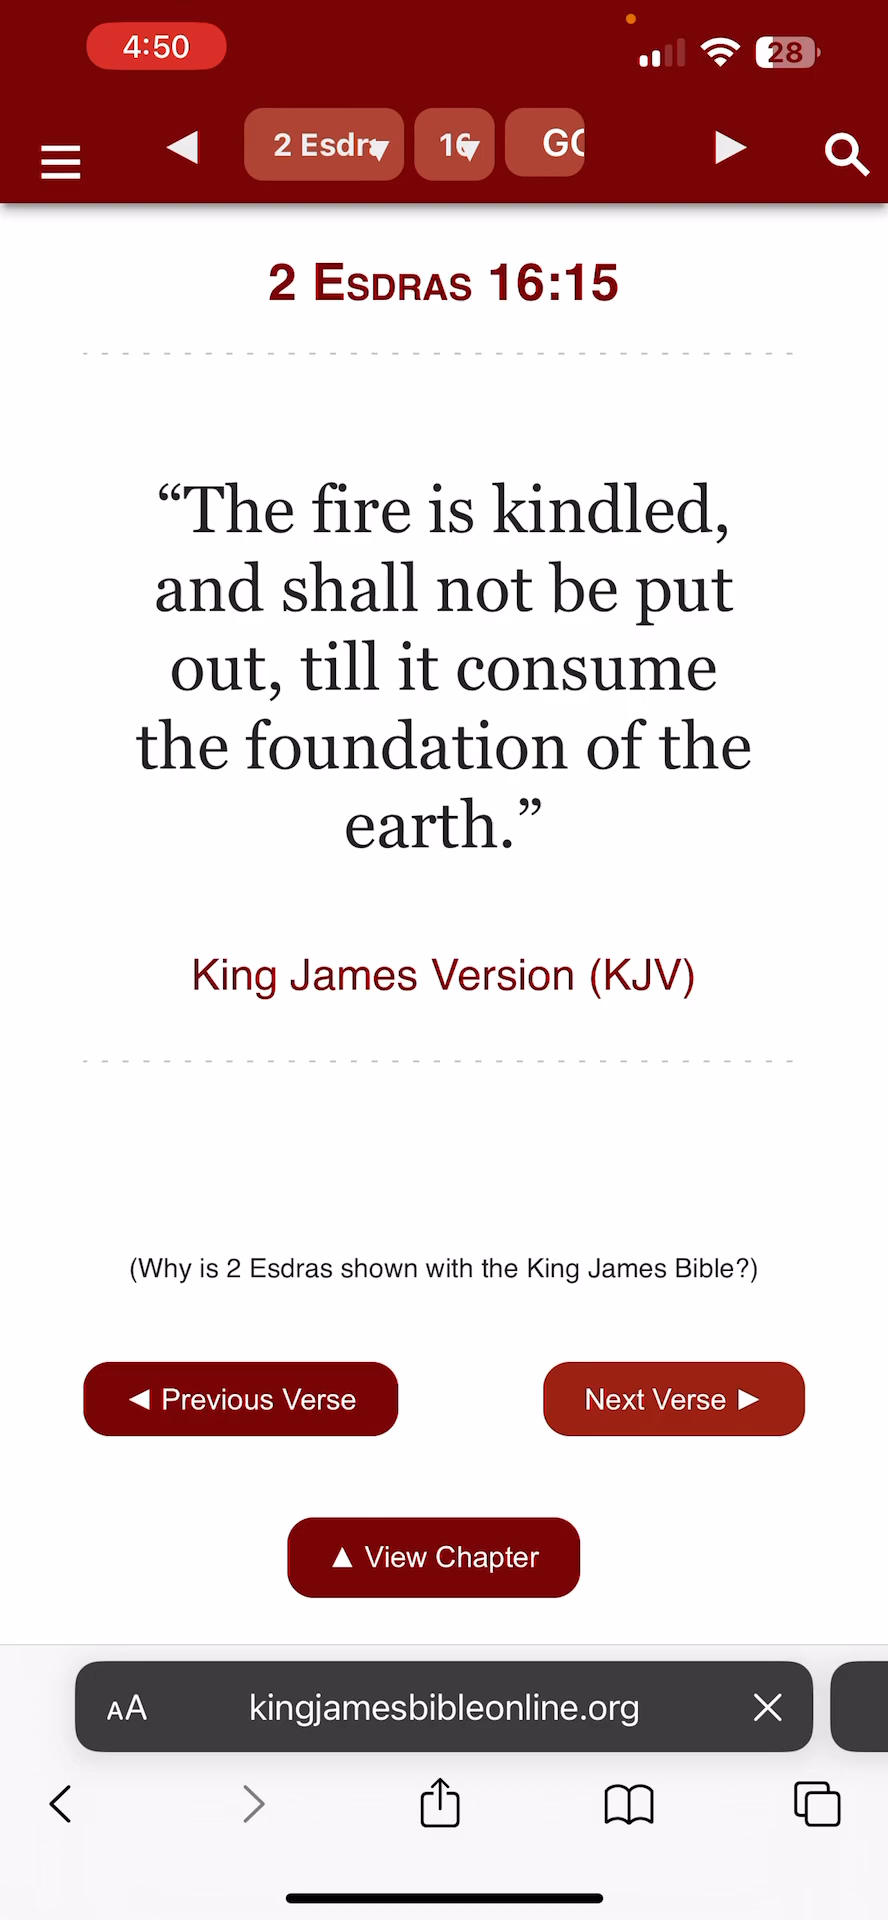 4:50
28
2 Esdra
16
GO
2 Esdras 16:15
“The fire is kindled,
and shall not be put
out, till it consume
the foundation of the
earth.”
King James Version (KJV)
(Why is 2 Esdras shown with the King James Bible?)
◀ Previous Verse
Next Verse ▶
▲ View Chapter
AA
kingjamesbibleonline.org